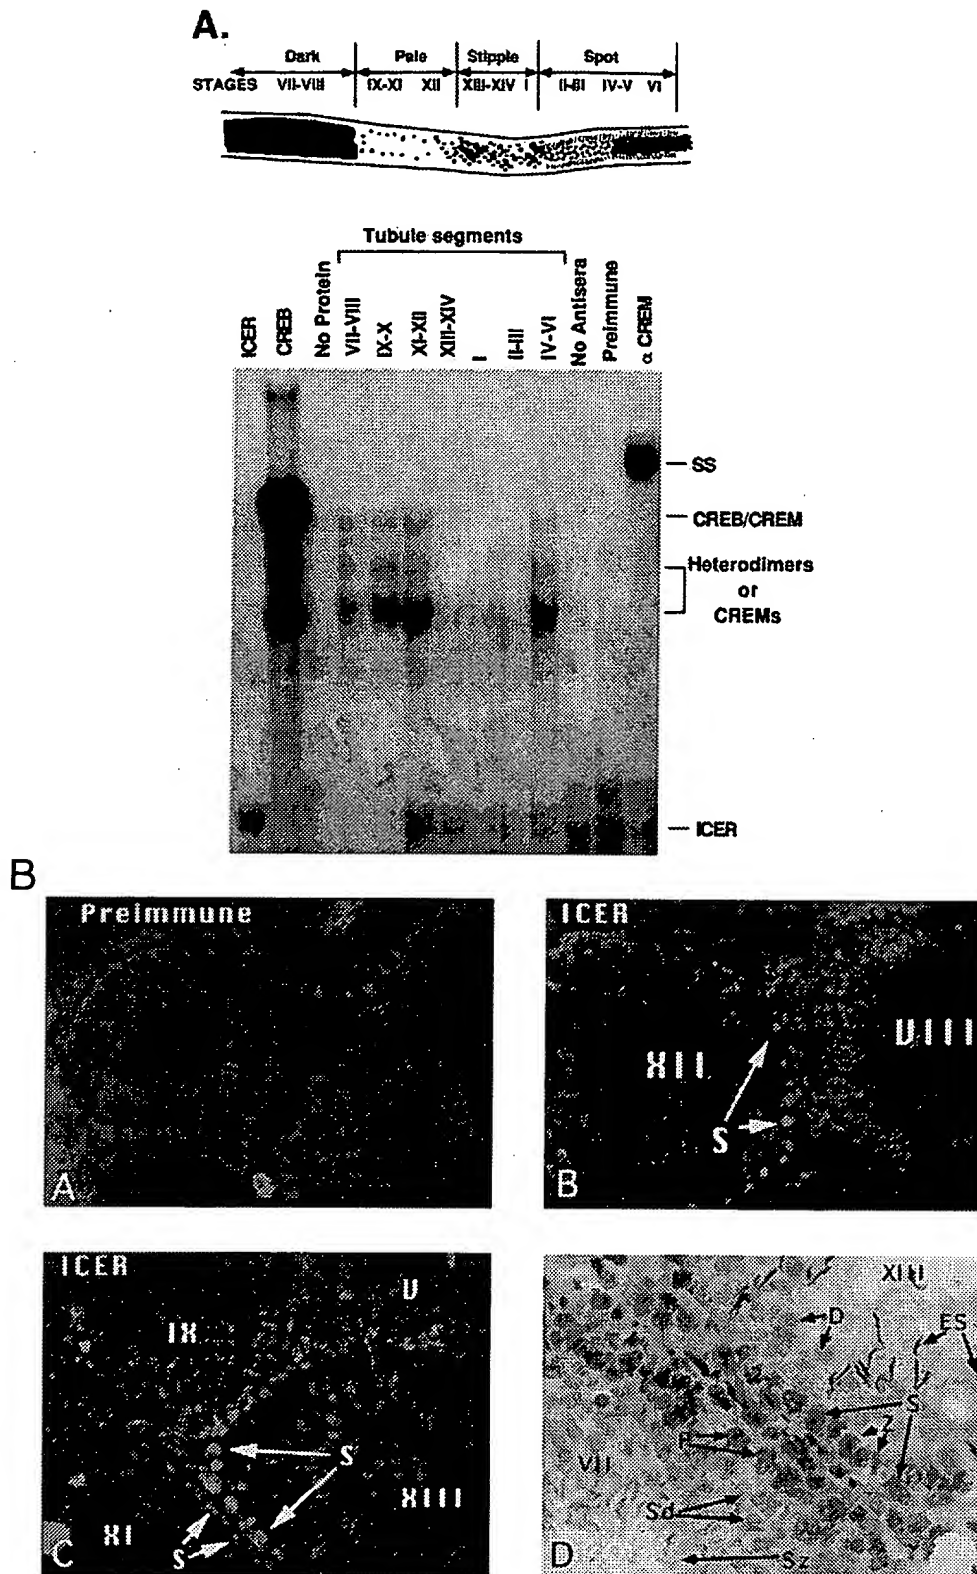 A.
Dark Pale Stipple Spot
STAGES VII-VIII IX-XI XII XIII-XIV I II-III IV-V VI
Tubule segments
ICER
CREB
No Protein
VII-VIII
IX-X
XI-XII
XIII-XIV
I
II-III
IV-VI
No Antisera
Preimmune
α CREM
SS
CREB/CREM
Heterodimers
or
CREMs
ICER
B
Preimmune
A
ICER
XII
VIII
S
B
ICER
V
IX
S
XIII
XI
S
C
XIII
D
ES
S
Z
P
VII
Sd
Sz
D